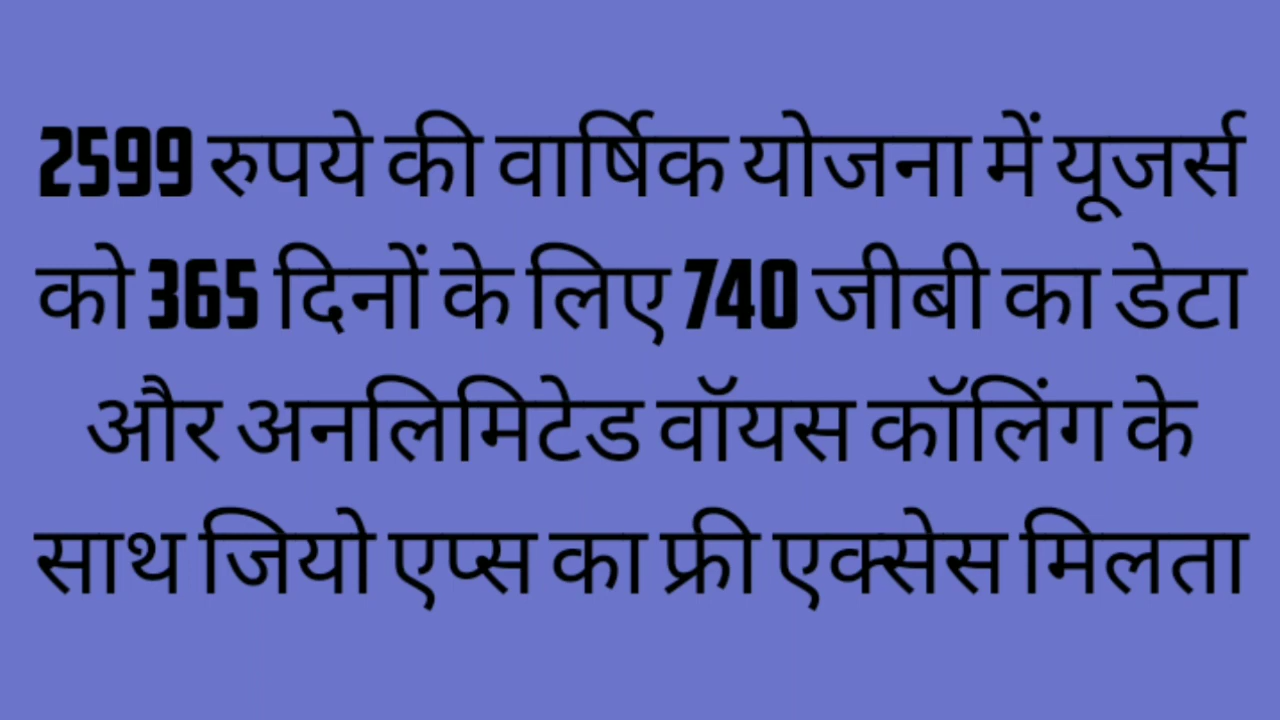 2599 रुपये की वार्षिक योजना में यूजर्स
को 365 दिनों के लिए 740 जीबी का डेटा
और अनलिमिटेड वॉयस कॉलिंग के
साथ जियो एप्स का फ्री एक्सेस मिलता